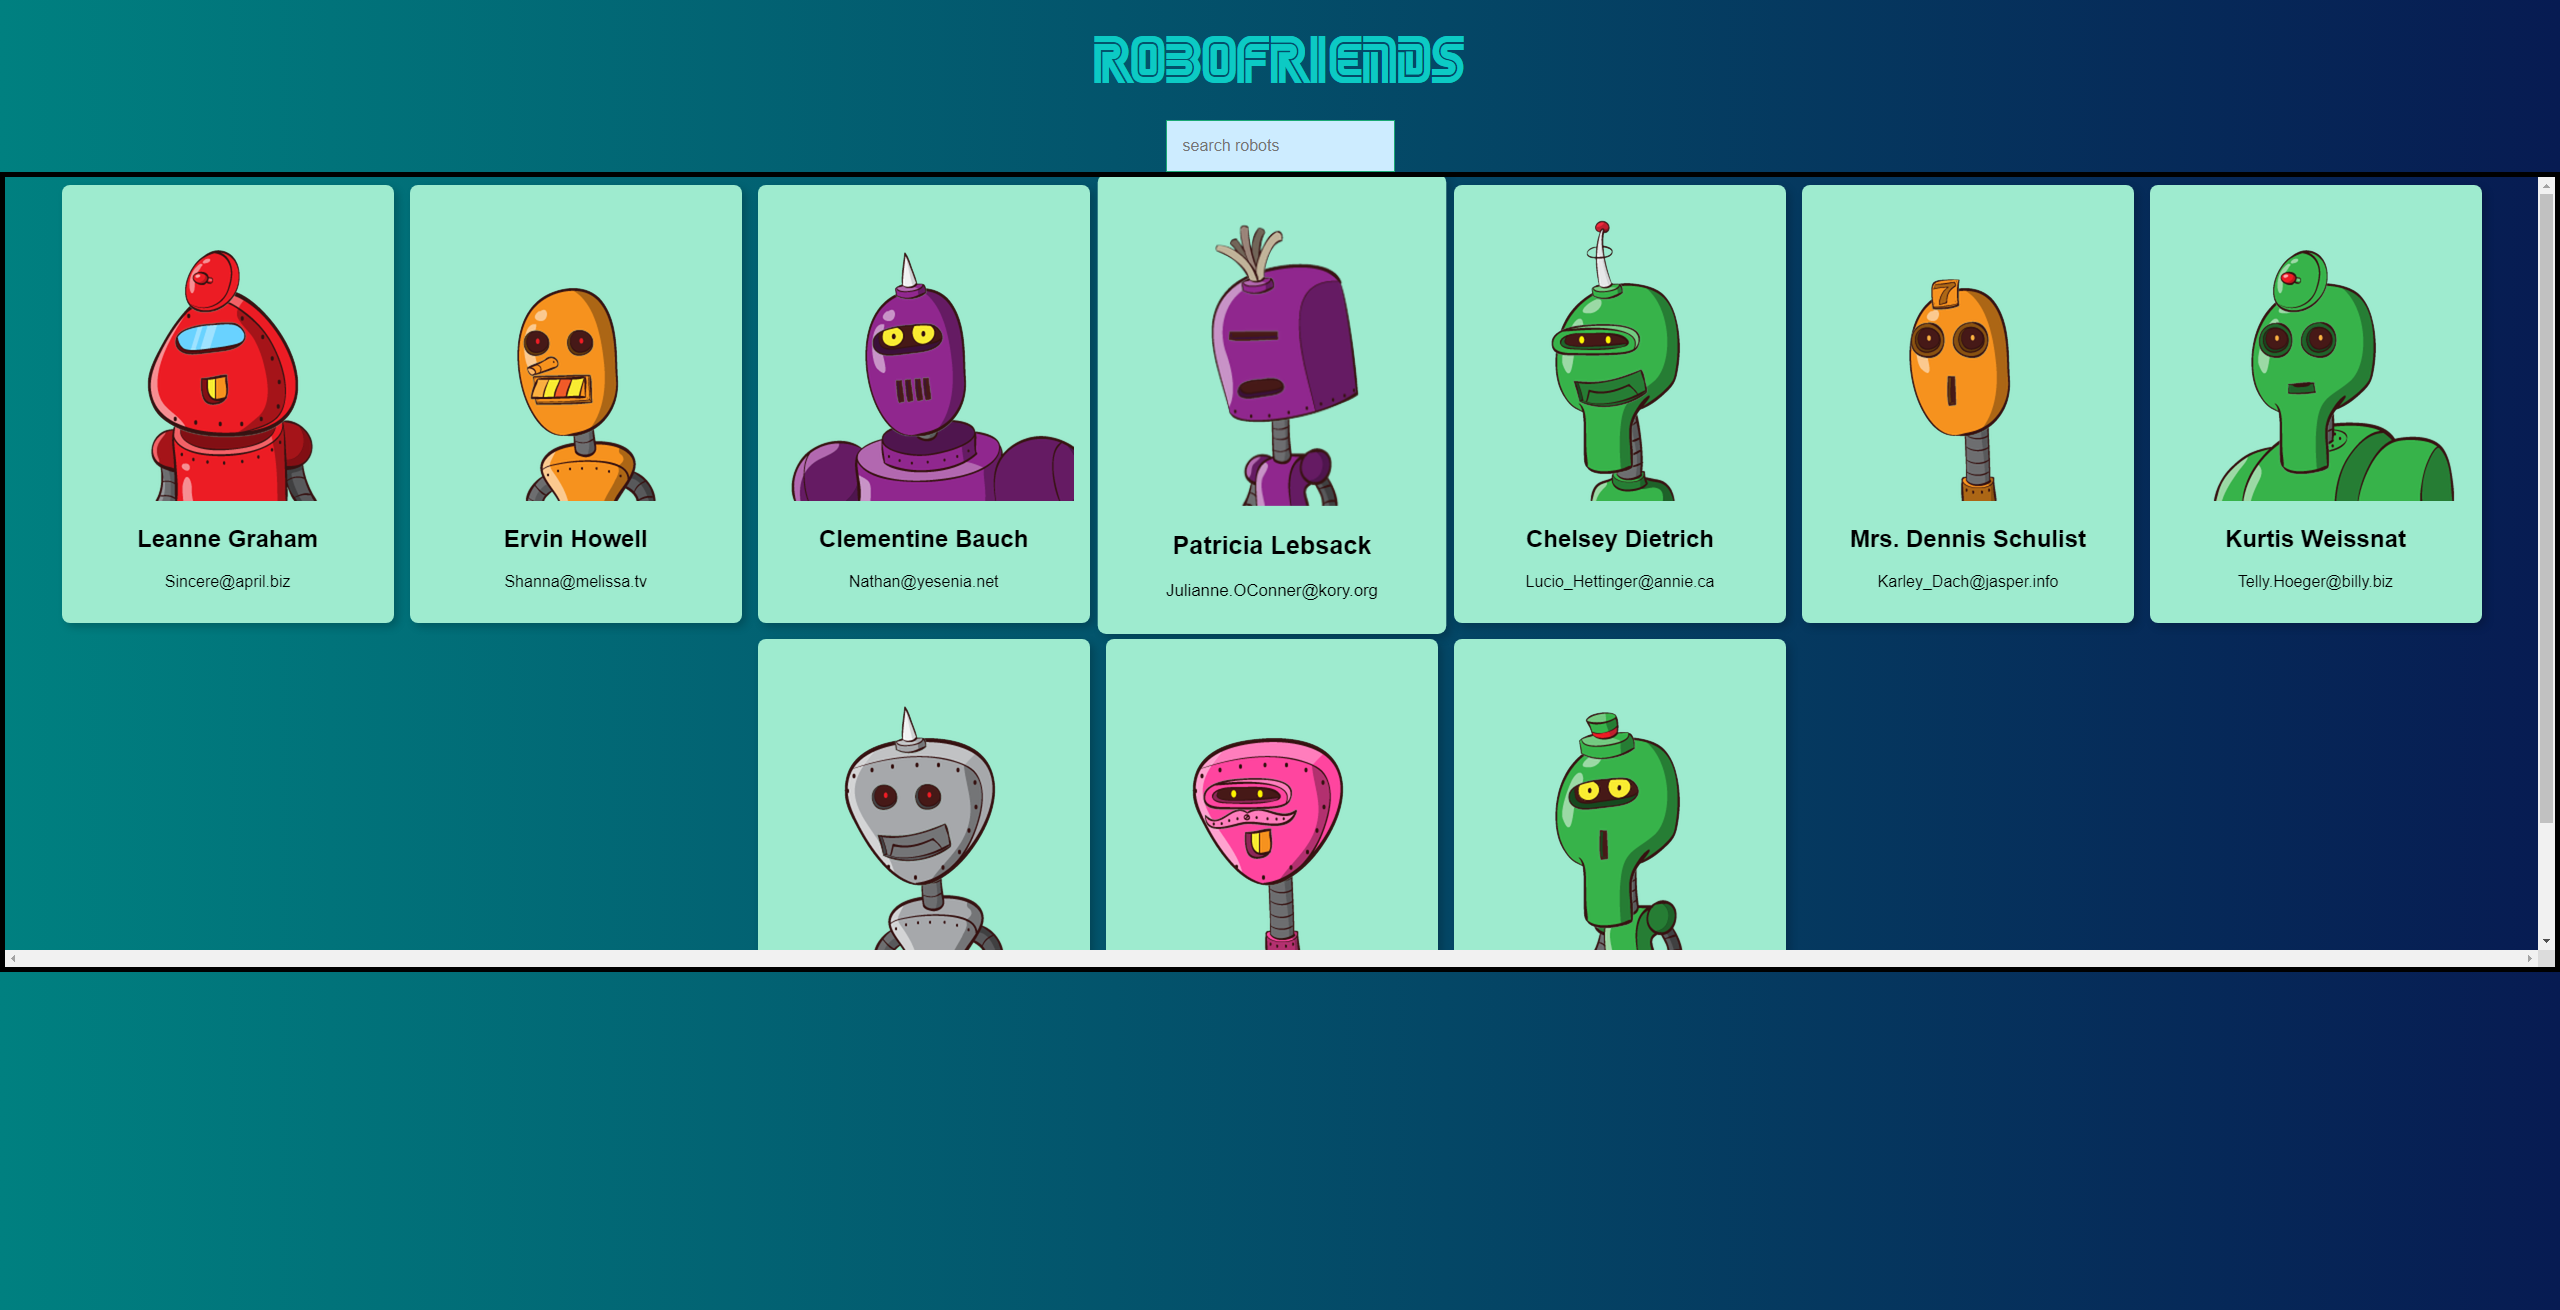 ROBOFRIENDS
search robots
7
Leanne Graham
Sincere@april.biz
Ervin Howell
Shanna@melissa.tv
Clementine Bauch
Nathan@yesenia.net
Patricia Lebsack
Julianne.OConner@kory.org
Chelsey Dietrich
Lucio_Hettinger@annie.ca
Mrs. Dennis Schulist
Karley_Dach@jasper.info
Kurtis Weissnat
Telly.Hoeger@billy.biz